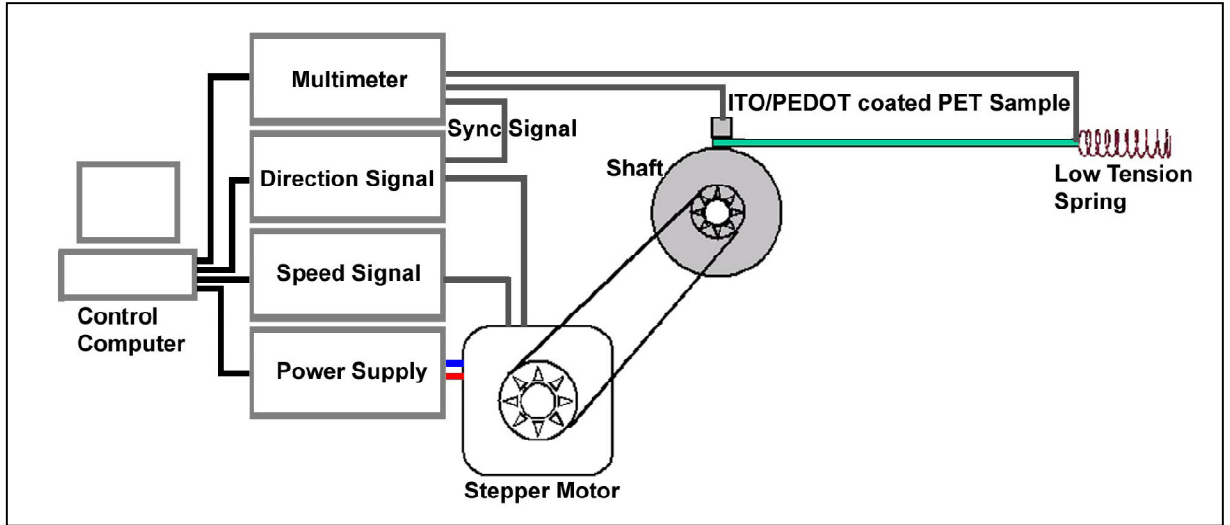 Multimeter
ITO/PEDOT coated PET Sample
Sync Signal
Direction Signal
Shaft
Low Tension
Spring
Speed Signal
Control
Computer
Power Supply
Stepper Motor